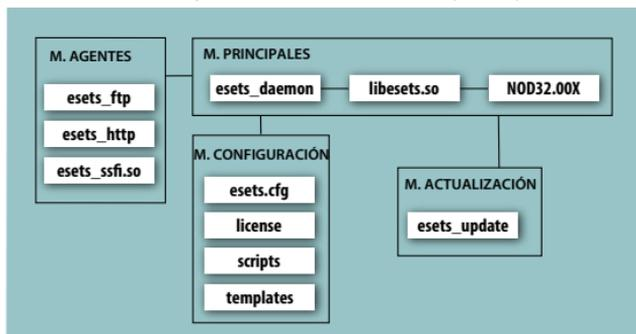 M. AGENTES
esets_ftp
esets_http
esets_ssfi.so
M. PRINCIPALES
esets_daemon
libesets.so
NOD32.00X
M. CONFIGURACIÓN
esets.cfg
license
scripts
templates
M. ACTUALIZACIÓN
esets_update